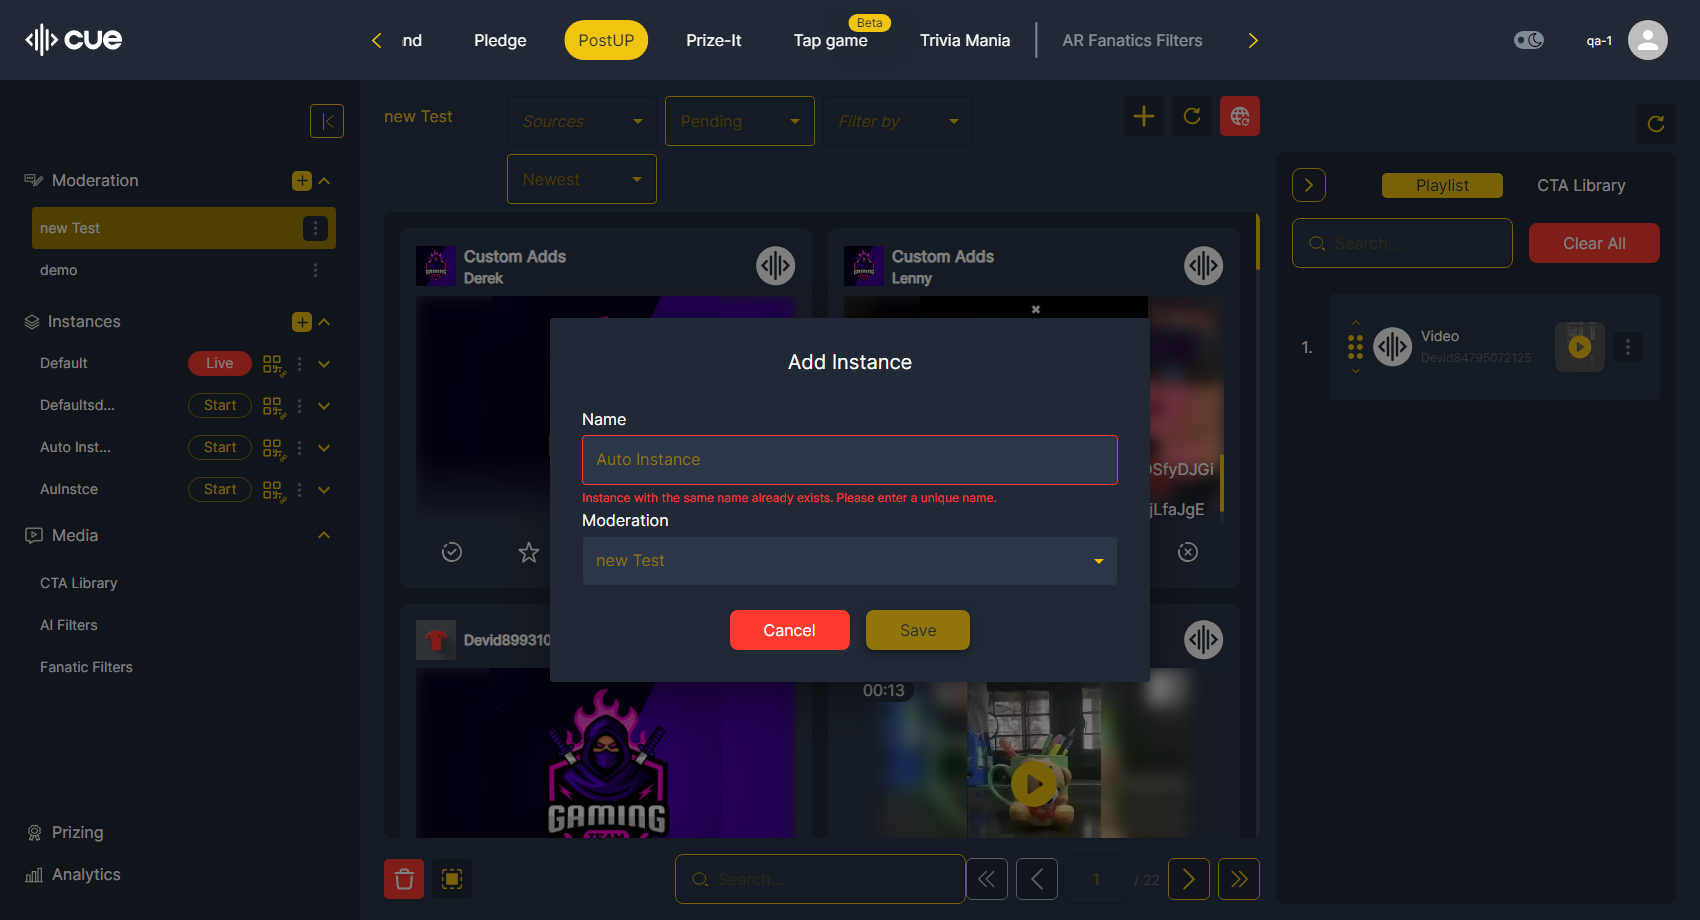 cue
nd
Pledge
PostUP
Prize-It
Beta
Tap game
Trivia Mania
AR Fanatics Filters
qa-1
Moderation
new Test
demo
Instances
Default
Live
Defaultsd...
Start
Auto Inst...
Start
AuInstce
Start
Media
CTA Library
AI Filters
Fanatic Filters
Prizing
Analytics
new Test
Sources
Pending
Filter by
Newest
Custom Adds
Derek
Custom Adds
Lenny
SfyDJGi
jLfaJgE
Devid899310
GAMING
TEAM
00:13
Add Instance
Name
Auto Instance
Instance with the same name already exists. Please enter a unique name.
Moderation
new Test
Cancel
Save
Search...
1
/ 22
Playlist
CTA Library
Search...
Clear All
1.
Video
Devid84795072125